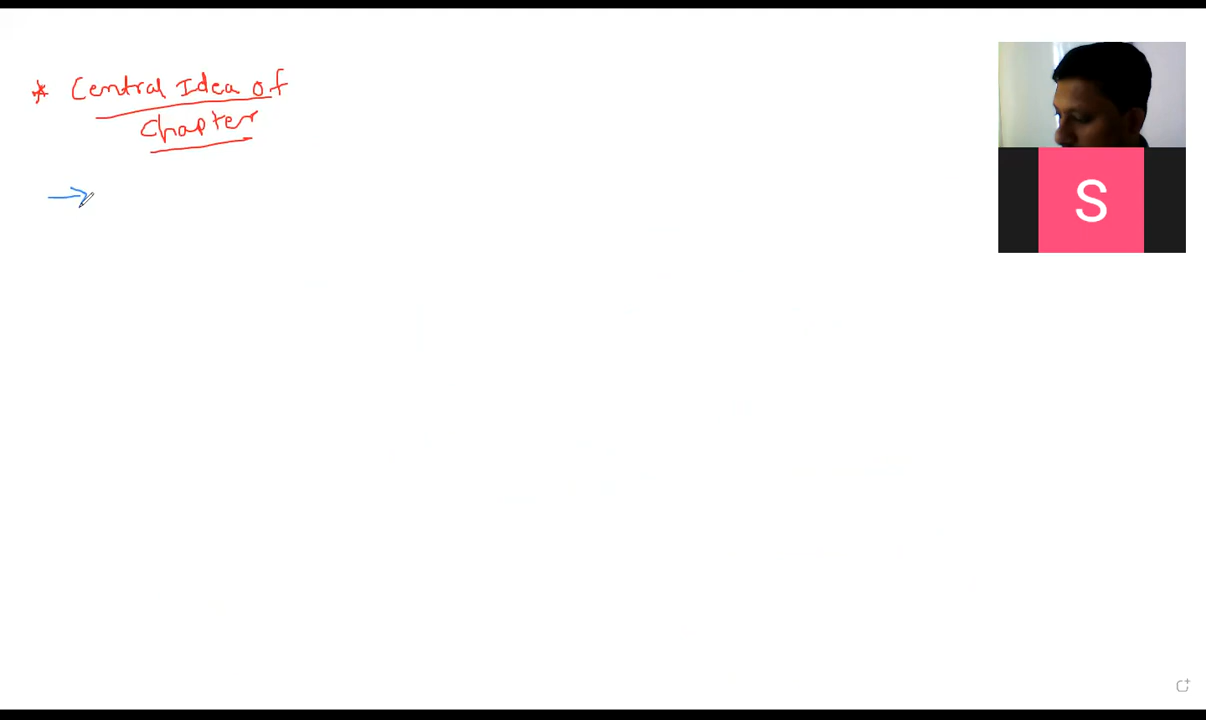 * Central Idea of
Chapter
→
S